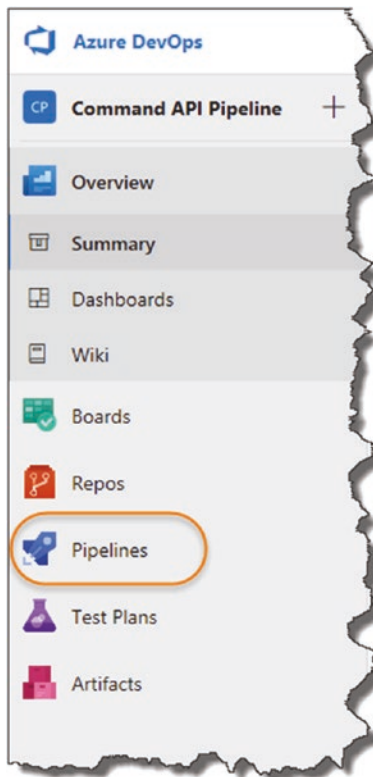 Azure DevOps
CP Command API Pipeline +
Overview
Summary
Dashboards
Wiki
Boards
Repos
Pipelines
Test Plans
Artifacts